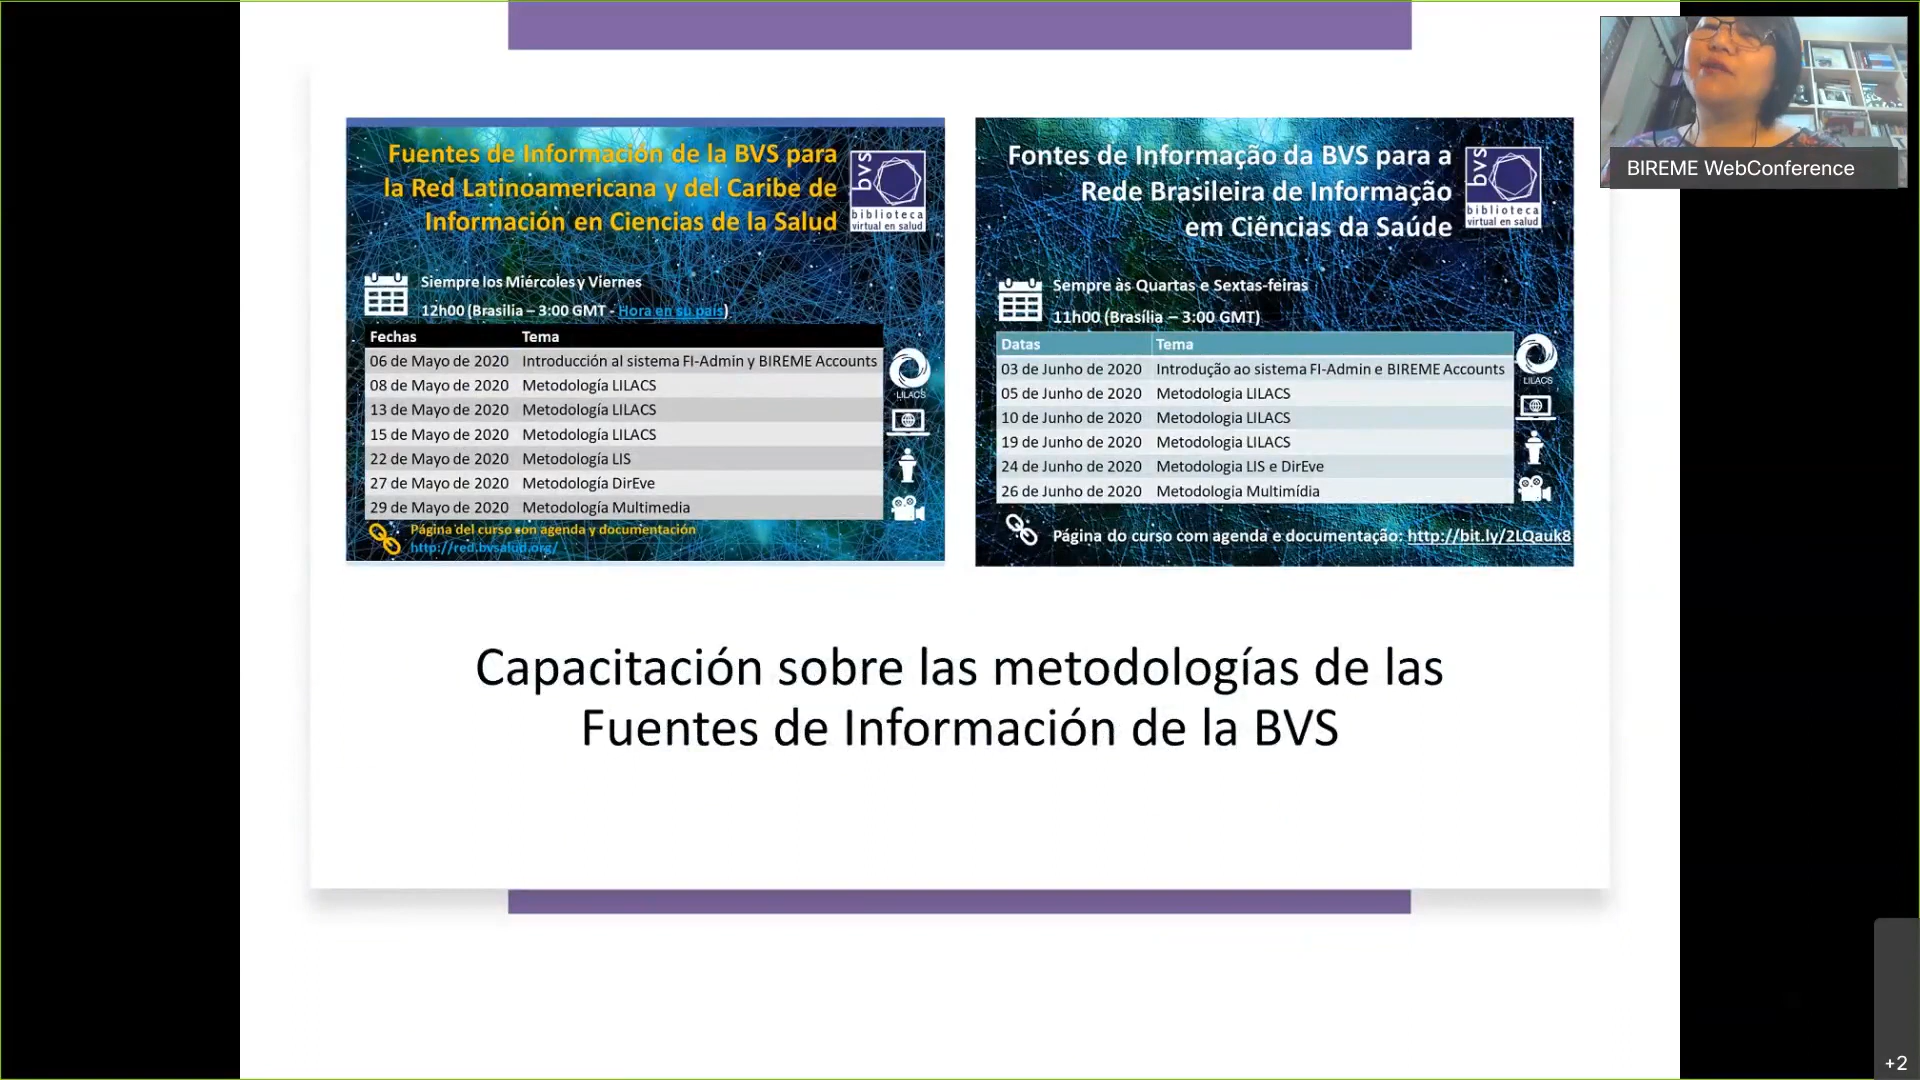 Fuentes de Información de la BVS para
la Red Latinoamericana y del Caribe de
Información en Ciencias de la Salud
bvs
biblioteca
virtual en salud
Siempre los Miércoles y Viernes
12h00 (Brasilia – 3:00 GMT - Hora en su país)
Fechas Tema
06 de Mayo de 2020 Introducción al sistema FI-Admin y BIREME Accounts
08 de Mayo de 2020 Metodología LILACS
13 de Mayo de 2020 Metodología LILACS
15 de Mayo de 2020 Metodología LILACS
22 de Mayo de 2020 Metodología LIS
27 de Mayo de 2020 Metodología DirEve
29 de Mayo de 2020 Metodología Multimedia
LILACS
Página del curso con agenda y documentación
http://red.bvsalud.org/
Fontes de Informação da BVS para a
Rede Brasileira de Informação
em Ciências da Saúde
bvs
biblioteca
virtual en salud
Sempre às Quartas e Sextas-feiras
11h00 (Brasília – 3:00 GMT)
Datas Tema
03 de Junho de 2020 Introdução ao sistema FI-Admin e BIREME Accounts
05 de Junho de 2020 Metodologia LILACS
10 de Junho de 2020 Metodologia LILACS
19 de Junho de 2020 Metodologia LILACS
24 de Junho de 2020 Metodologia LIS e DirEve
26 de Junho de 2020 Metodologia Multimídia
LILACS
Página do curso com agenda e documentação: http://bit.ly/2LQauk8
Capacitación sobre las metodologías de las
Fuentes de Información de la BVS
BIREME WebConference
+2